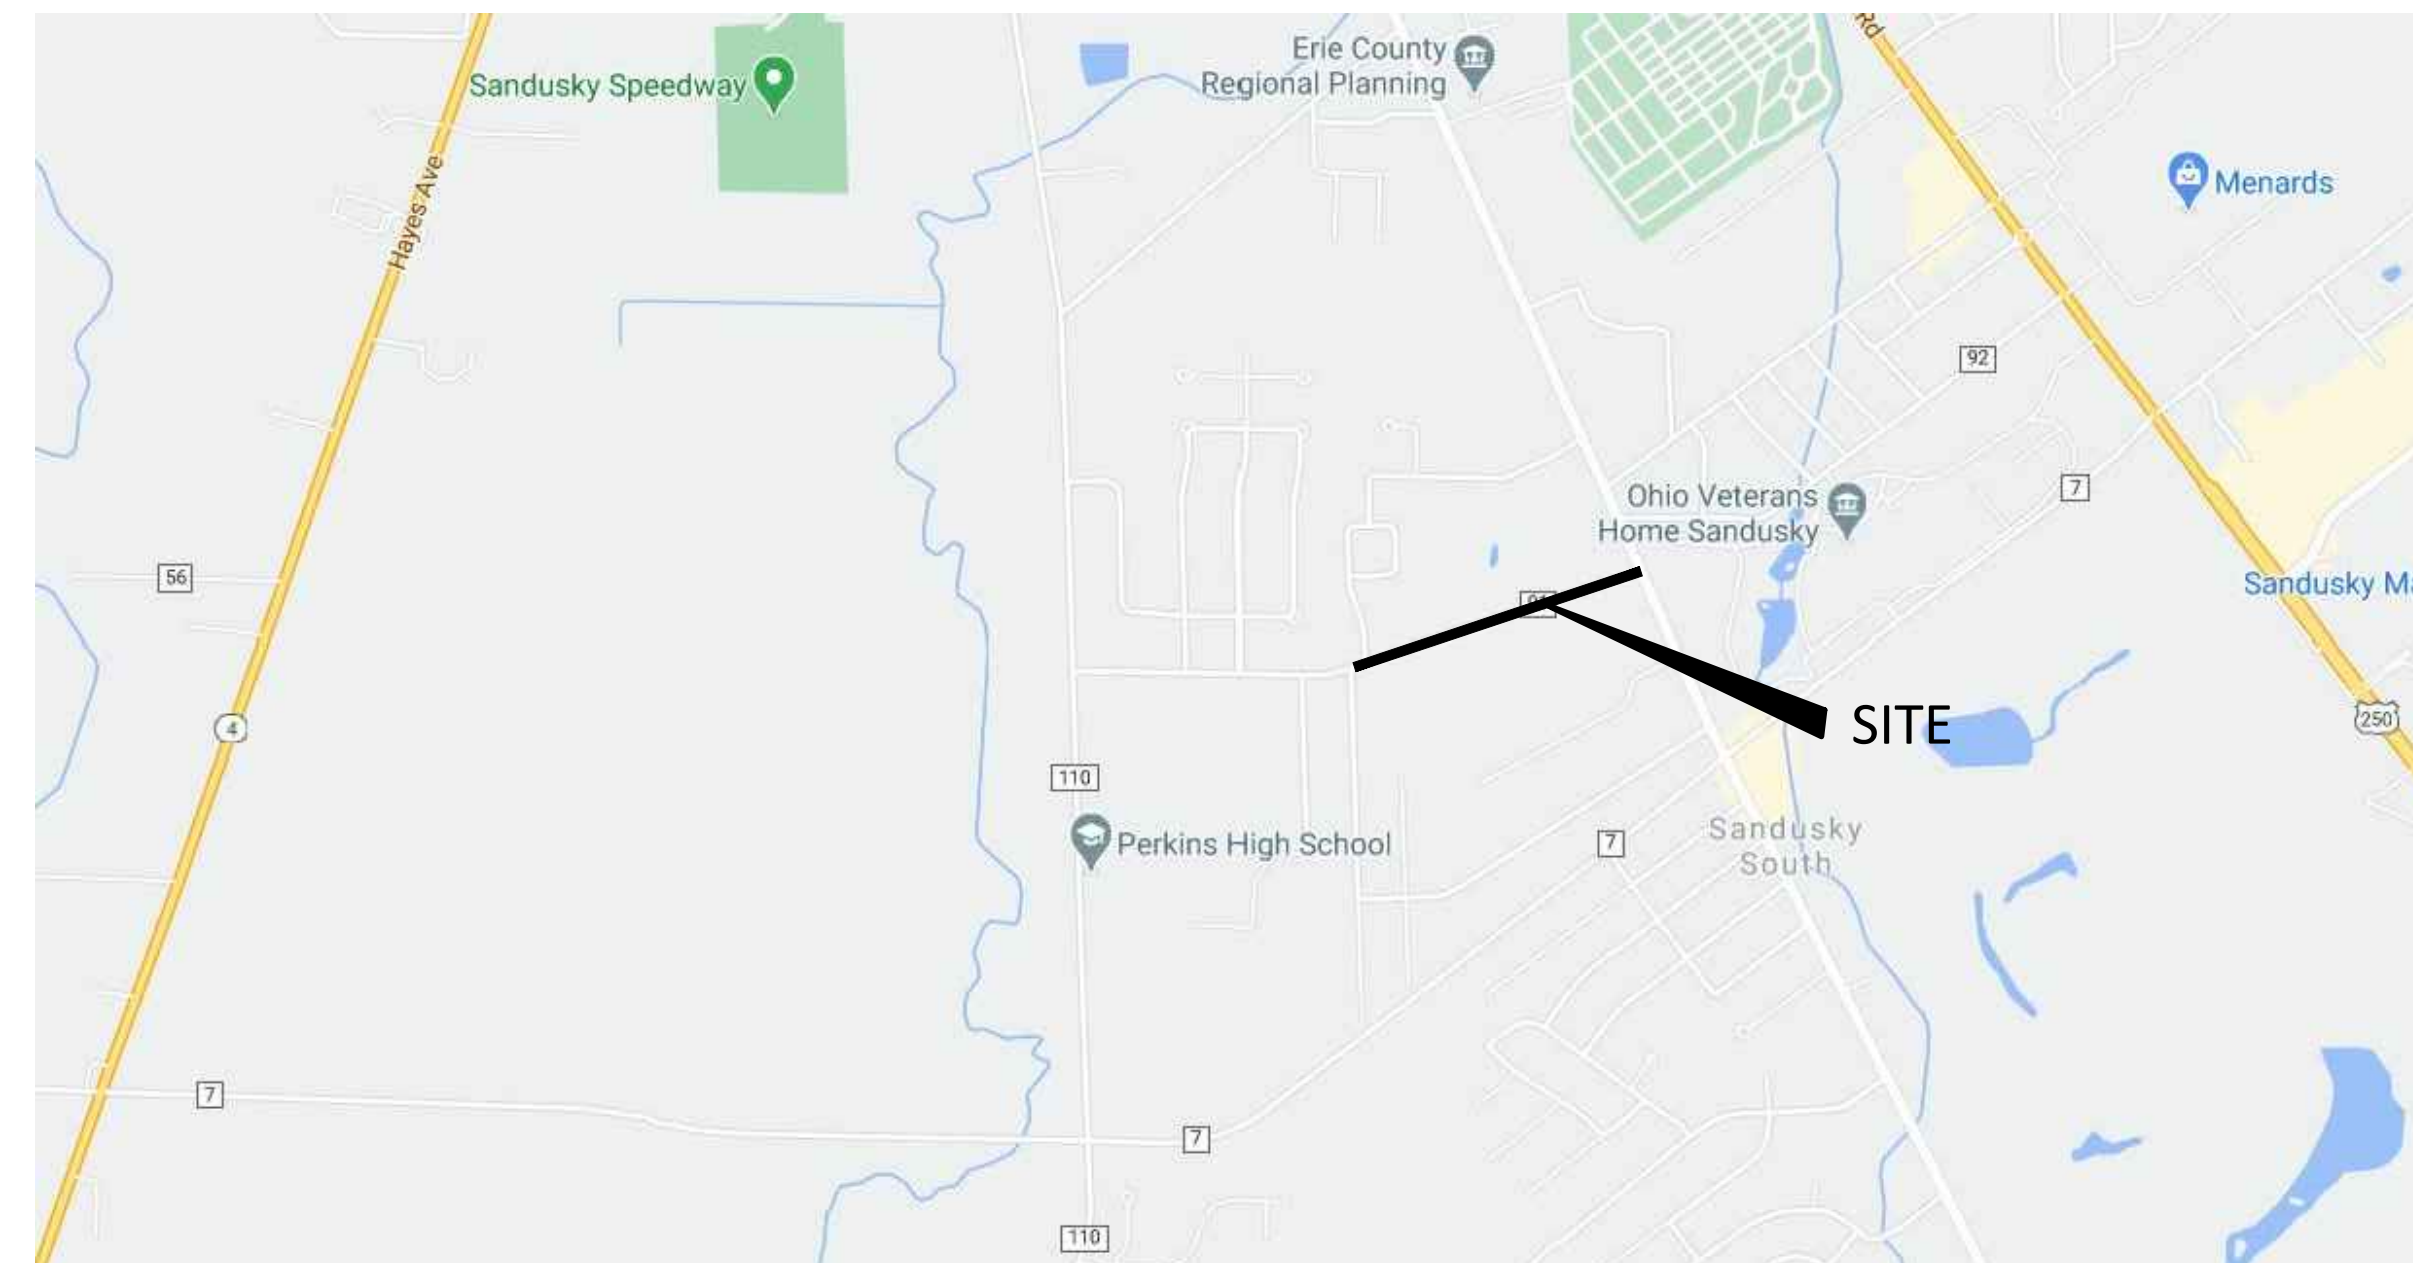 Rd
Erie County
Regional Planning
Sandusky Speedway
Hayes Ave
Menards
92
7
Ohio Veterans
Home Sandusky
56
Sandusky
4
SITE
250
110
Perkins High School
7
Sandusky
South
7
7
110